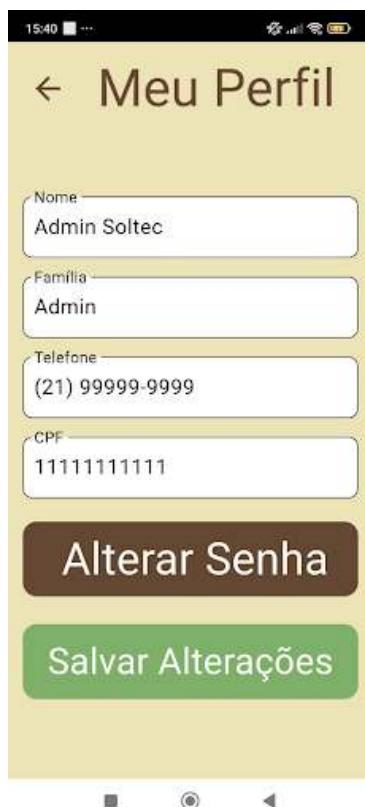 15:40
Meu Perfil
Nome
Admin Soltec
Família
Admin
Telefone
(21) 99999-9999
CPF
11111111111
Alterar Senha
Salvar Alterações